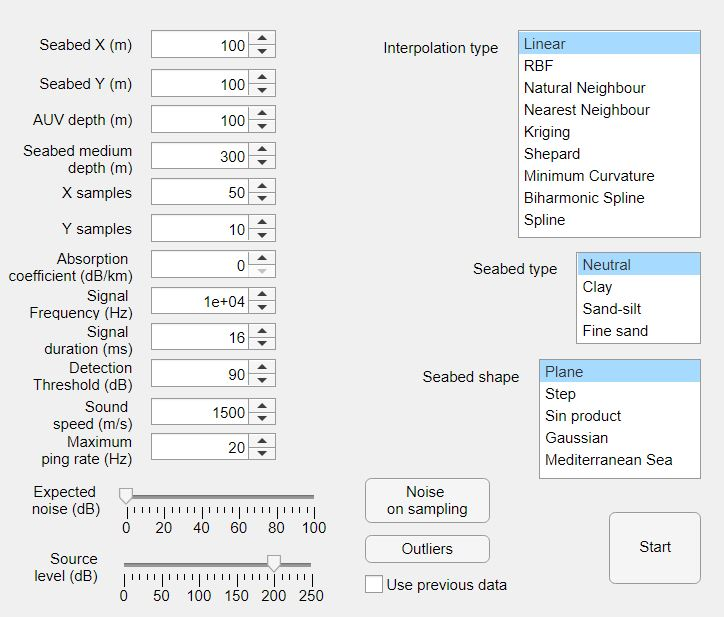 Seabed X (m)
100
Seabed Y (m)
100
AUV depth (m)
100
Seabed medium
depth (m)
300
X samples
50
Y samples
10
Absorption
coefficient (dB/km)
0
Signal
Frequency (Hz)
1e+04
Signal
duration (ms)
16
Detection
Threshold (dB)
90
Sound
speed (m/s)
1500
Maximum
ping rate (Hz)
20
Expected
noise (dB)
0 20 40 60 80 100
Source
level (dB)
0 50 100 150 200 250
Interpolation type
Linear
RBF
Natural Neighbour
Nearest Neighbour
Kriging
Shepard
Minimum Curvature
Biharmonic Spline
Spline
Seabed type
Neutral
Clay
Sand-silt
Fine sand
Seabed shape
Plane
Step
Sin product
Gaussian
Mediterranean Sea
Noise
on sampling
Outliers
Use previous data
Start